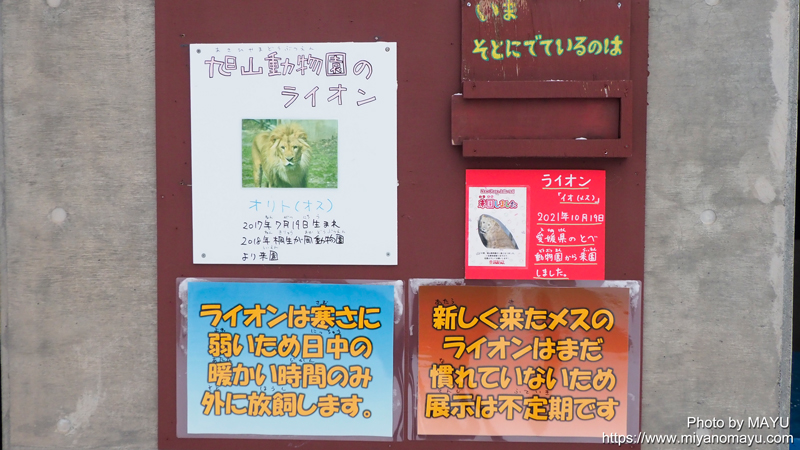 旭山動物園の
ライオン
オリト(オス)
2017年7月19日生まれ
2018年桐生が岡動物園
より来園
いま
そとにでているのは
ライオン
「イオ(メス)」
2021年10月19日
愛媛県のとべ
動物園から来園
しました。
来園しました
ライオンは寒さに
弱いため日中の
暖かい時間のみ
外に放飼します。
新しく来たメスの
ライオンはまだ
慣れていないため
展示は不定期です
Photo by MAYU
https://www.miyanomayu.com/